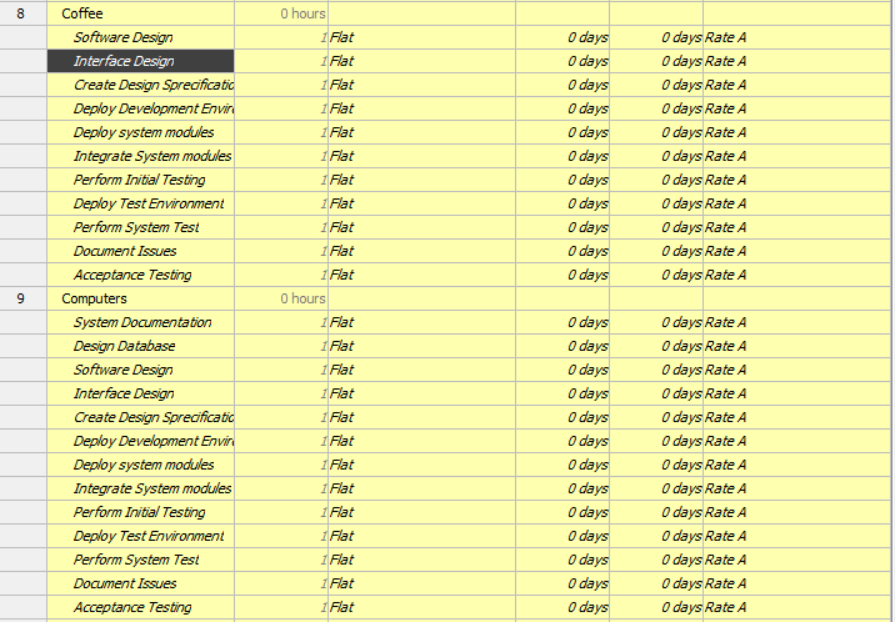 8 Coffee 0 hours
Software Design 1 Flat 0 days 0 days Rate A
Interface Design 1 Flat 0 days 0 days Rate A
Create Design Sprecificatic 1 Flat 0 days 0 days Rate A
Deploy Development Envir 1 Flat 0 days 0 days Rate A
Deploy system modules 1 Flat 0 days 0 days Rate A
Integrate System modules 1 Flat 0 days 0 days Rate A
Perform Initial Testing 1 Flat 0 days 0 days Rate A
Deploy Test Environment 1 Flat 0 days 0 days Rate A
Perform System Test 1 Flat 0 days 0 days Rate A
Document Issues 1 Flat 0 days 0 days Rate A
Acceptance Testing 1 Flat 0 days 0 days Rate A
9 Computers 0 hours
System Documentation 1 Flat 0 days 0 days Rate A
Design Database 1 Flat 0 days 0 days Rate A
Software Design 1 Flat 0 days 0 days Rate A
Interface Design 1 Flat 0 days 0 days Rate A
Create Design Sprecificatic 1 Flat 0 days 0 days Rate A
Deploy Development Envir 1 Flat 0 days 0 days Rate A
Deploy system modules 1 Flat 0 days 0 days Rate A
Integrate System modules 1 Flat 0 days 0 days Rate A
Perform Initial Testing 1 Flat 0 days 0 days Rate A
Deploy Test Environment 1 Flat 0 days 0 days Rate A
Perform System Test 1 Flat 0 days 0 days Rate A
Document Issues 1 Flat 0 days 0 days Rate A
Acceptance Testing 1 Flat 0 days 0 days Rate A